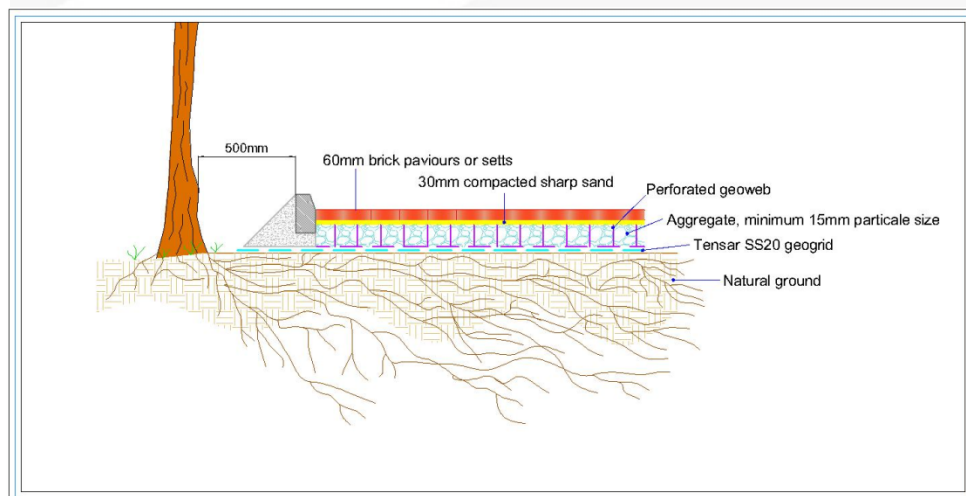 500mm
60mm brick paviours or setts
30mm compacted sharp sand
Perforated geoweb
Aggregate, minimum 15mm particale size
Tensar SS20 geogrid
Natural ground